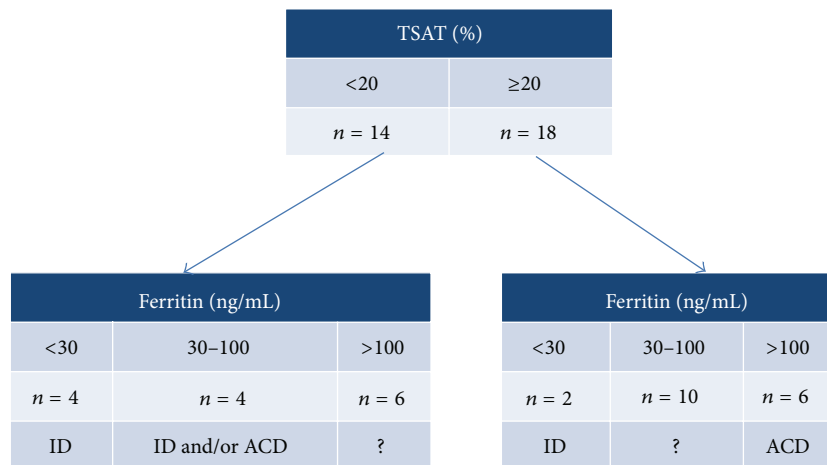 TSAT (%)
<20 ≥20
n = 14 n = 18
Ferritin (ng/mL)
<30 30–100 >100
n = 4 n = 4 n = 6
ID ID and/or ACD ?
Ferritin (ng/mL)
<30 30–100 >100
n = 2 n = 10 n = 6
ID ? ACD